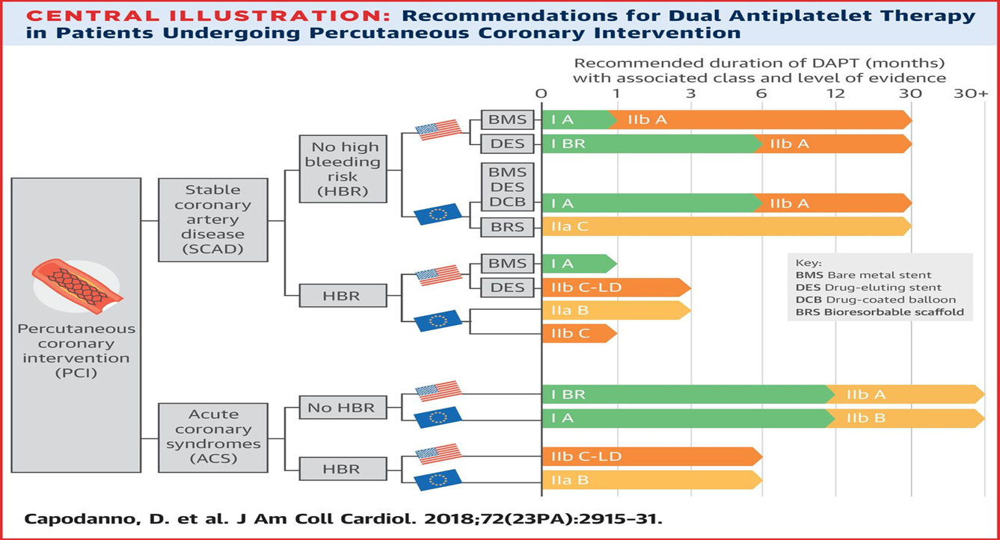 CENTRAL ILLUSTRATION: Recommendations for Dual Antiplatelet Therapy
in Patients Undergoing Percutaneous Coronary Intervention
Recommended duration of DAPT (months)
with associated class and level of evidence
0 1 3 6 12 30 30+
Percutaneous
coronary
intervention
(PCI)
Stable
coronary
artery
disease
(SCAD)
No high
bleeding
risk
(HBR)
BMS
I A IIb A
DES
I BR IIb A
BMS
DES
DCB
I A IIb A
BRS
IIa C
HBR
BMS
I A
DES
IIb C-LD
IIa B
IIb C
Key:
BMS Bare metal stent
DES Drug-eluting stent
DCB Drug-coated balloon
BRS Bioresorbable scaffold
Acute
coronary
syndromes
(ACS)
No HBR
I BR IIb A
I A IIb B
HBR
IIb C-LD
IIa B
Capodanno, D. et al. J Am Coll Cardiol. 2018;72(23PA):2915-31.